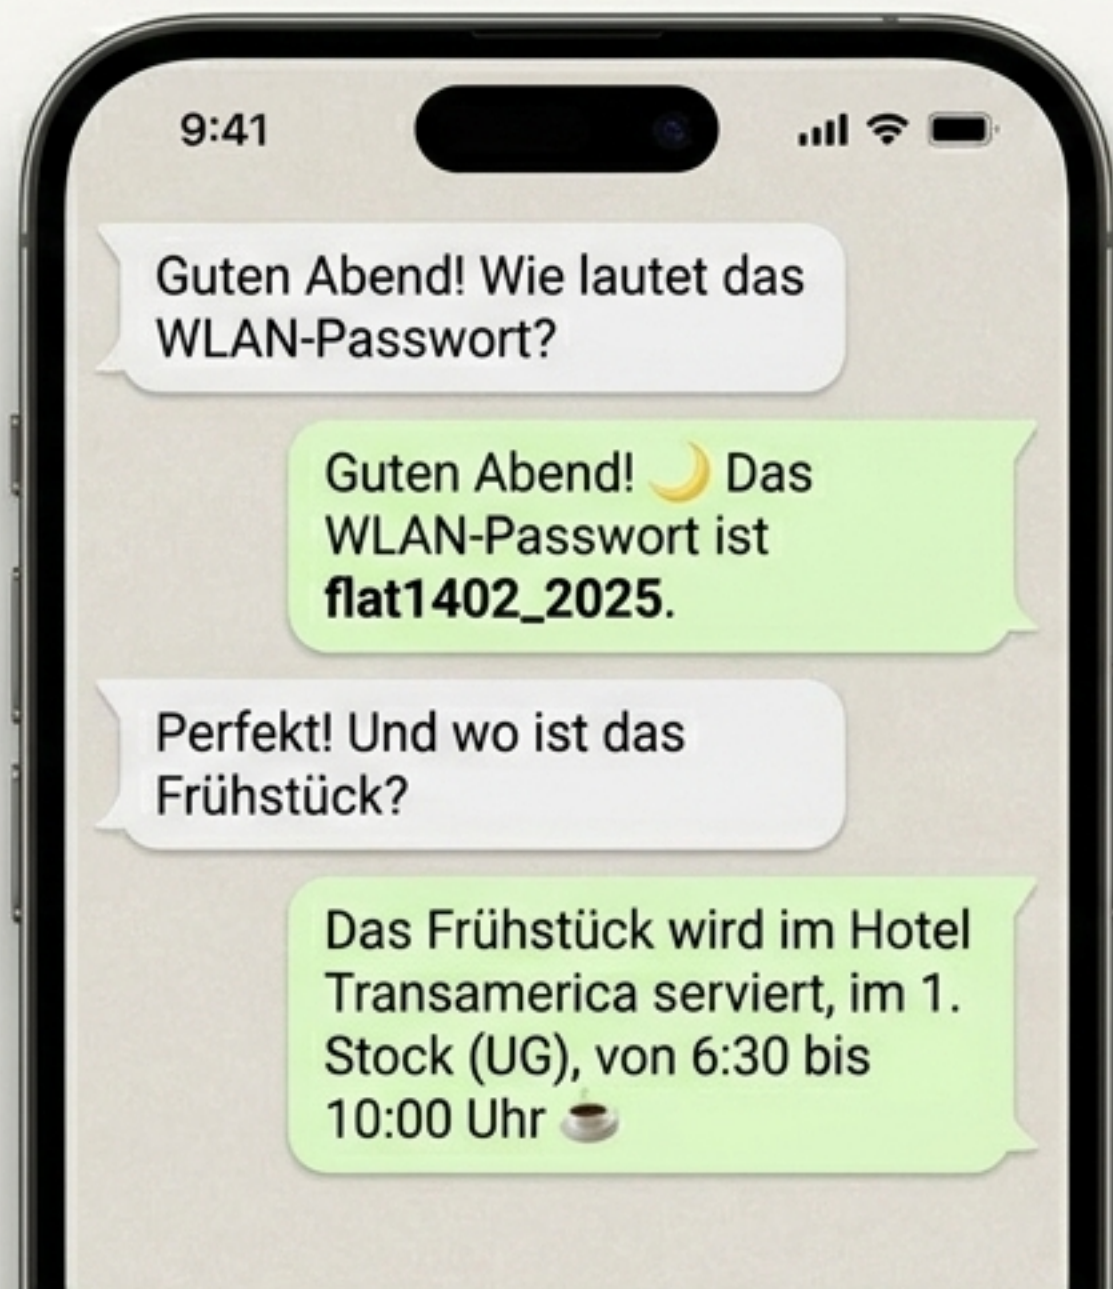 9:41
Guten Abend! Wie lautet das
WLAN-Passwort?
Guten Abend! 🌙 Das
WLAN-Passwort ist
flat1402_2025.
Perfekt! Und wo ist das
Frühstück?
Das Frühstück wird im Hotel
Transamerica serviert, im 1.
Stock (UG), von 6:30 bis
10:00 Uhr ☕